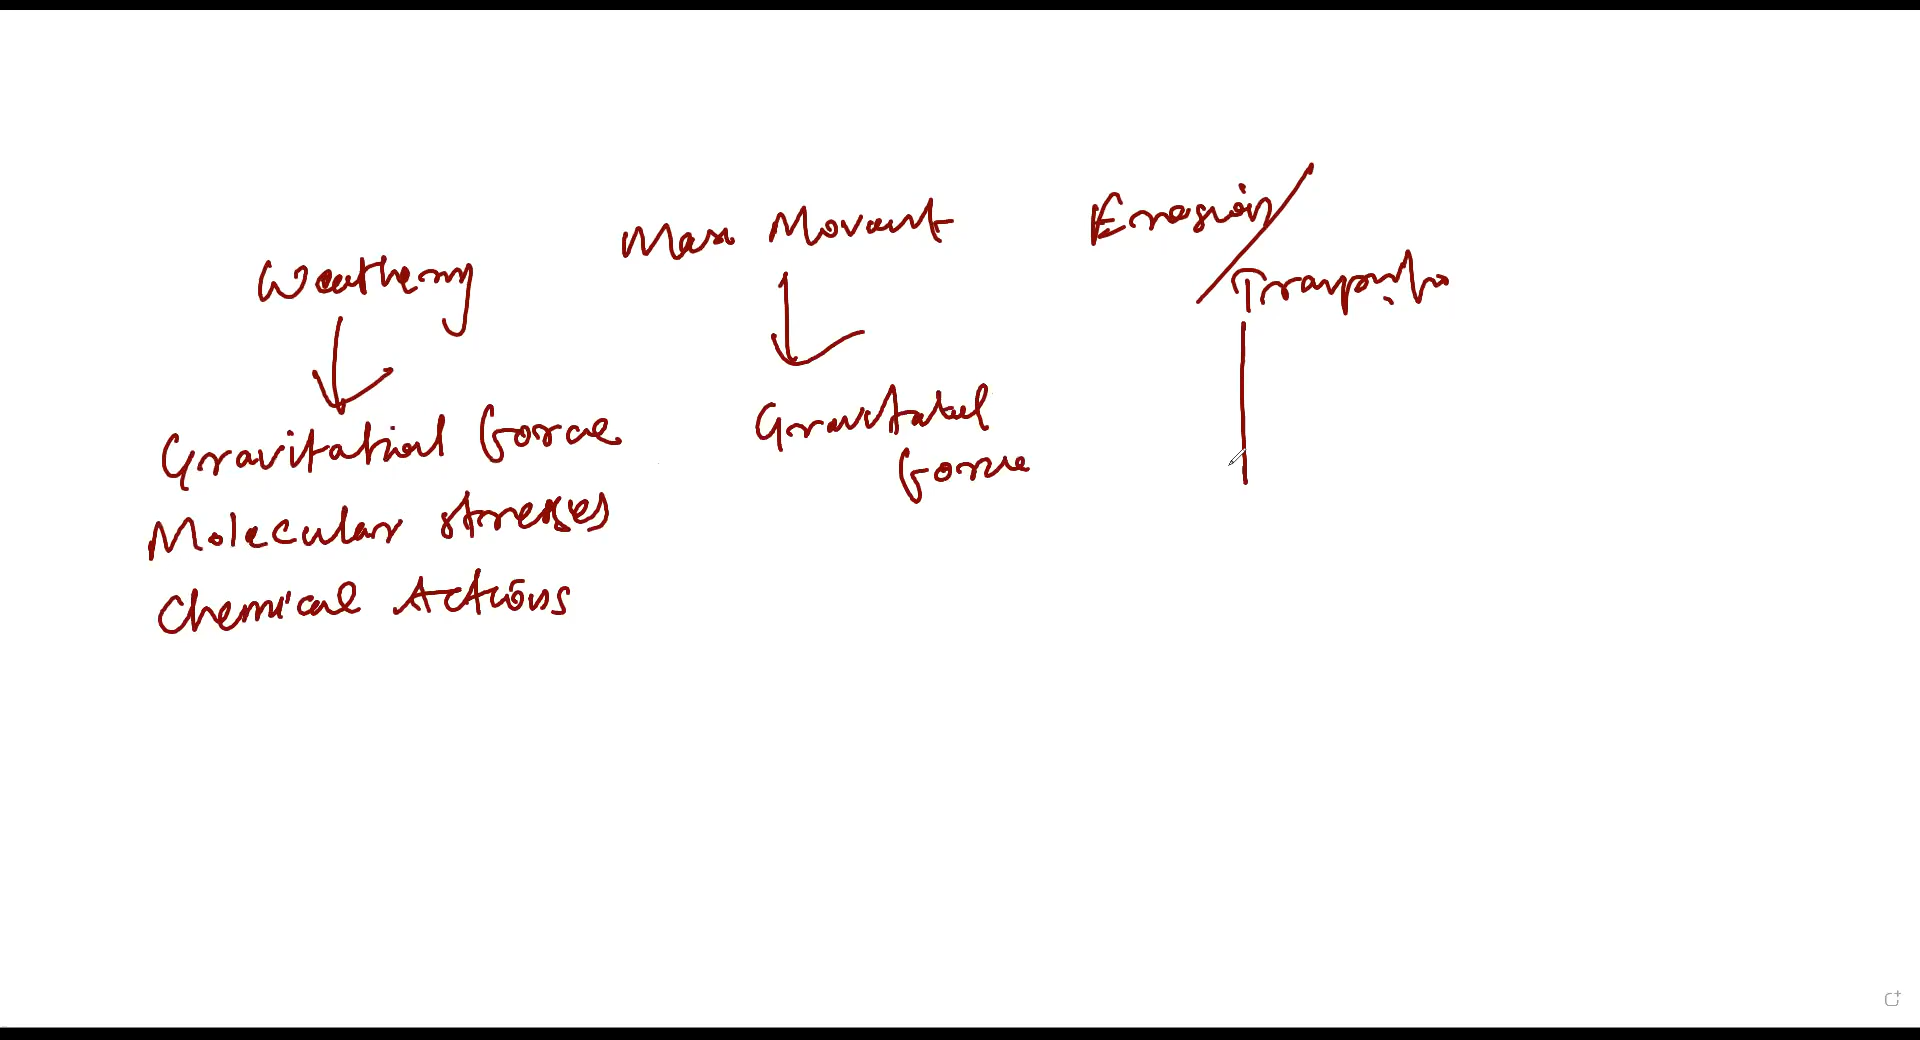 Weathering
Gravitational force
Molecular stresses
Chemical Actions
Mass Movement
Gravitational
force
Erosion/
Transportation